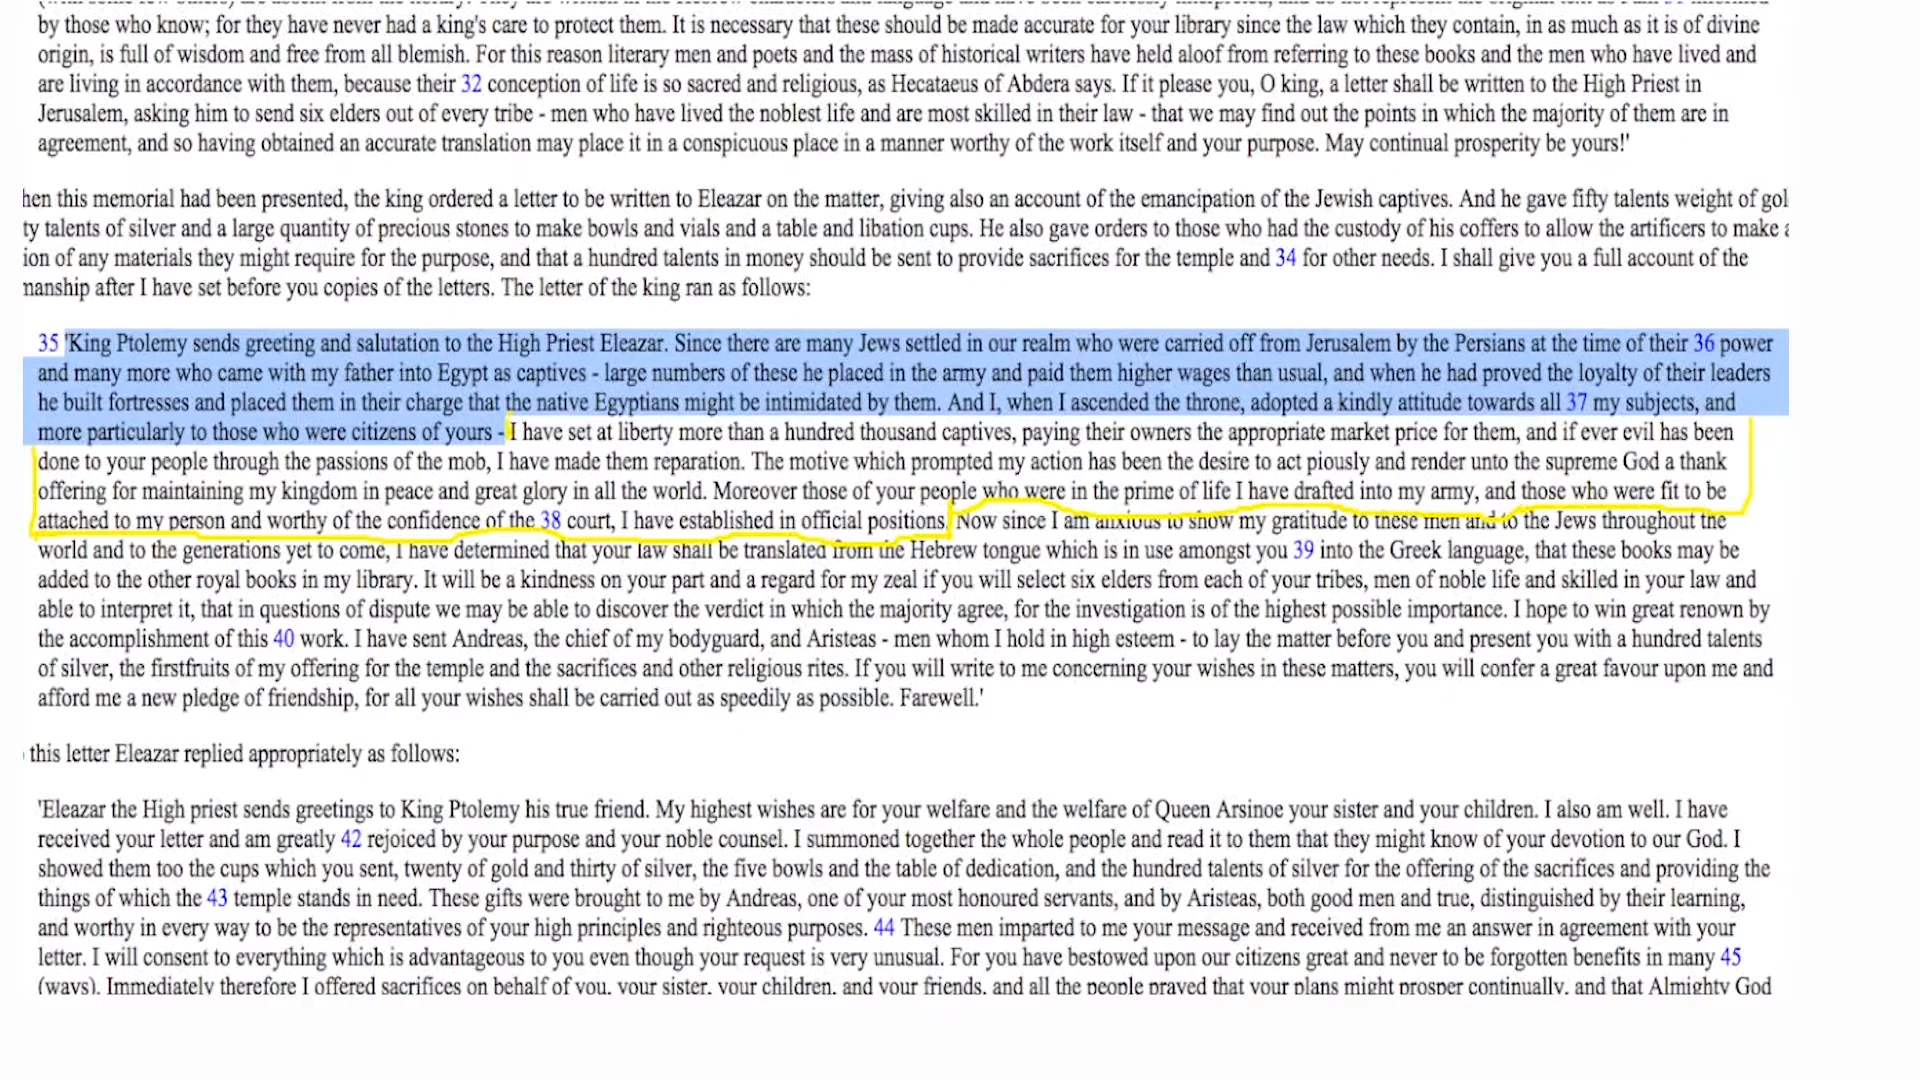 by those who know; for they have never had a king's care to protect them. It is necessary that these should be made accurate for your library since the law which they contain, in as much as it is of divine
origin, is full of wisdom and free from all blemish. For this reason literary men and poets and the mass of historical writers have held aloof from referring to these books and the men who have lived and
are living in accordance with them, because their 32 conception of life is so sacred and religious, as Hecataeus of Abdera says. If it please you, O king, a letter shall be written to the High Priest in
Jerusalem, asking him to send six elders out of every tribe - men who have lived the noblest life and are most skilled in their law - that we may find out the points in which the majority of them are in
agreement, and so having obtained an accurate translation may place it in a conspicuous place in a manner worthy of the work itself and your purpose. May continual prosperity be yours!'
hen this memorial had been presented, the king ordered a letter to be written to Eleazar on the matter, giving also an account of the emancipation of the Jewish captives. And he gave fifty talents weight of gol
ty talents of silver and a large quantity of precious stones to make bowls and vials and a table and libation cups. He also gave orders to those who had the custody of his coffers to allow the artificers to make a
ion of any materials they might require for the purpose, and that a hundred talents in money should be sent to provide sacrifices for the temple and 34 for other needs. I shall give you a full account of the
manship after I have set before you copies of the letters. The letter of the king ran as follows:
35 'King Ptolemy sends greeting and salutation to the High Priest Eleazar. Since there are many Jews settled in our realm who were carried off from Jerusalem by the Persians at the time of their 36 power
and many more who came with my father into Egypt as captives - large numbers of these he placed in the army and paid them higher wages than usual, and when he had proved the loyalty of their leaders
he built fortresses and placed them in their charge that the native Egyptians might be intimidated by them. And I, when I ascended the throne, adopted a kindly attitude towards all 37 my subjects, and
more particularly to those who were citizens of yours - I have set at liberty more than a hundred thousand captives, paying their owners the appropriate market price for them, and if ever evil has been
done to your people through the passions of the mob, I have made them reparation. The motive which prompted my action has been the desire to act piously and render unto the supreme God a thank
offering for maintaining my kingdom in peace and great glory in all the world. Moreover those of your people who were in the prime of life I have drafted into my army, and those who were fit to be
attached to my person and worthy of the confidence of the 38 court, I have established in official positions. Now since I am anxious to show my gratitude to these men and to the Jews throughout the
world and to the generations yet to come, I have determined that your law shall be translated from the Hebrew tongue which is in use amongst you 39 into the Greek language, that these books may be
added to the other royal books in my library. It will be a kindness on your part and a regard for my zeal if you will select six elders from each of your tribes, men of noble life and skilled in your law and
able to interpret it, that in questions of dispute we may be able to discover the verdict in which the majority agree, for the investigation is of the highest possible importance. I hope to win great renown by
the accomplishment of this 40 work. I have sent Andreas, the chief of my bodyguard, and Aristeas - men whom I hold in high esteem - to lay the matter before you and present you with a hundred talents
of silver, the firstfruits of my offering for the temple and the sacrifices and other religious rites. If you will write to me concerning your wishes in these matters, you will confer a great favour upon me and
afford me a new pledge of friendship, for all your wishes shall be carried out as speedily as possible. Farewell.'
this letter Eleazar replied appropriately as follows:
'Eleazar the High priest sends greetings to King Ptolemy his true friend. My highest wishes are for your welfare and the welfare of Queen Arsinoe your sister and your children. I also am well. I have
received your letter and am greatly 42 rejoiced by your purpose and your noble counsel. I summoned together the whole people and read it to them that they might know of your devotion to our God. I
showed them too the cups which you sent, twenty of gold and thirty of silver, the five bowls and the table of dedication, and the hundred talents of silver for the offering of the sacrifices and providing the
things of which the 43 temple stands in need. These gifts were brought to me by Andreas, one of your most honoured servants, and by Aristeas, both good men and true, distinguished by their learning,
and worthy in every way to be the representatives of your high principles and righteous purposes. 44 These men imparted to me your message and received from me an answer in agreement with your
letter. I will consent to everything which is advantageous to you even though your request is very unusual. For you have bestowed upon our citizens great and never to be forgotten benefits in many 45
(ways). Immediately therefore I offered sacrifices on behalf of you, your sister, your children, and your friends, and all the people prayed that your plans might prosper continually, and that Almighty God